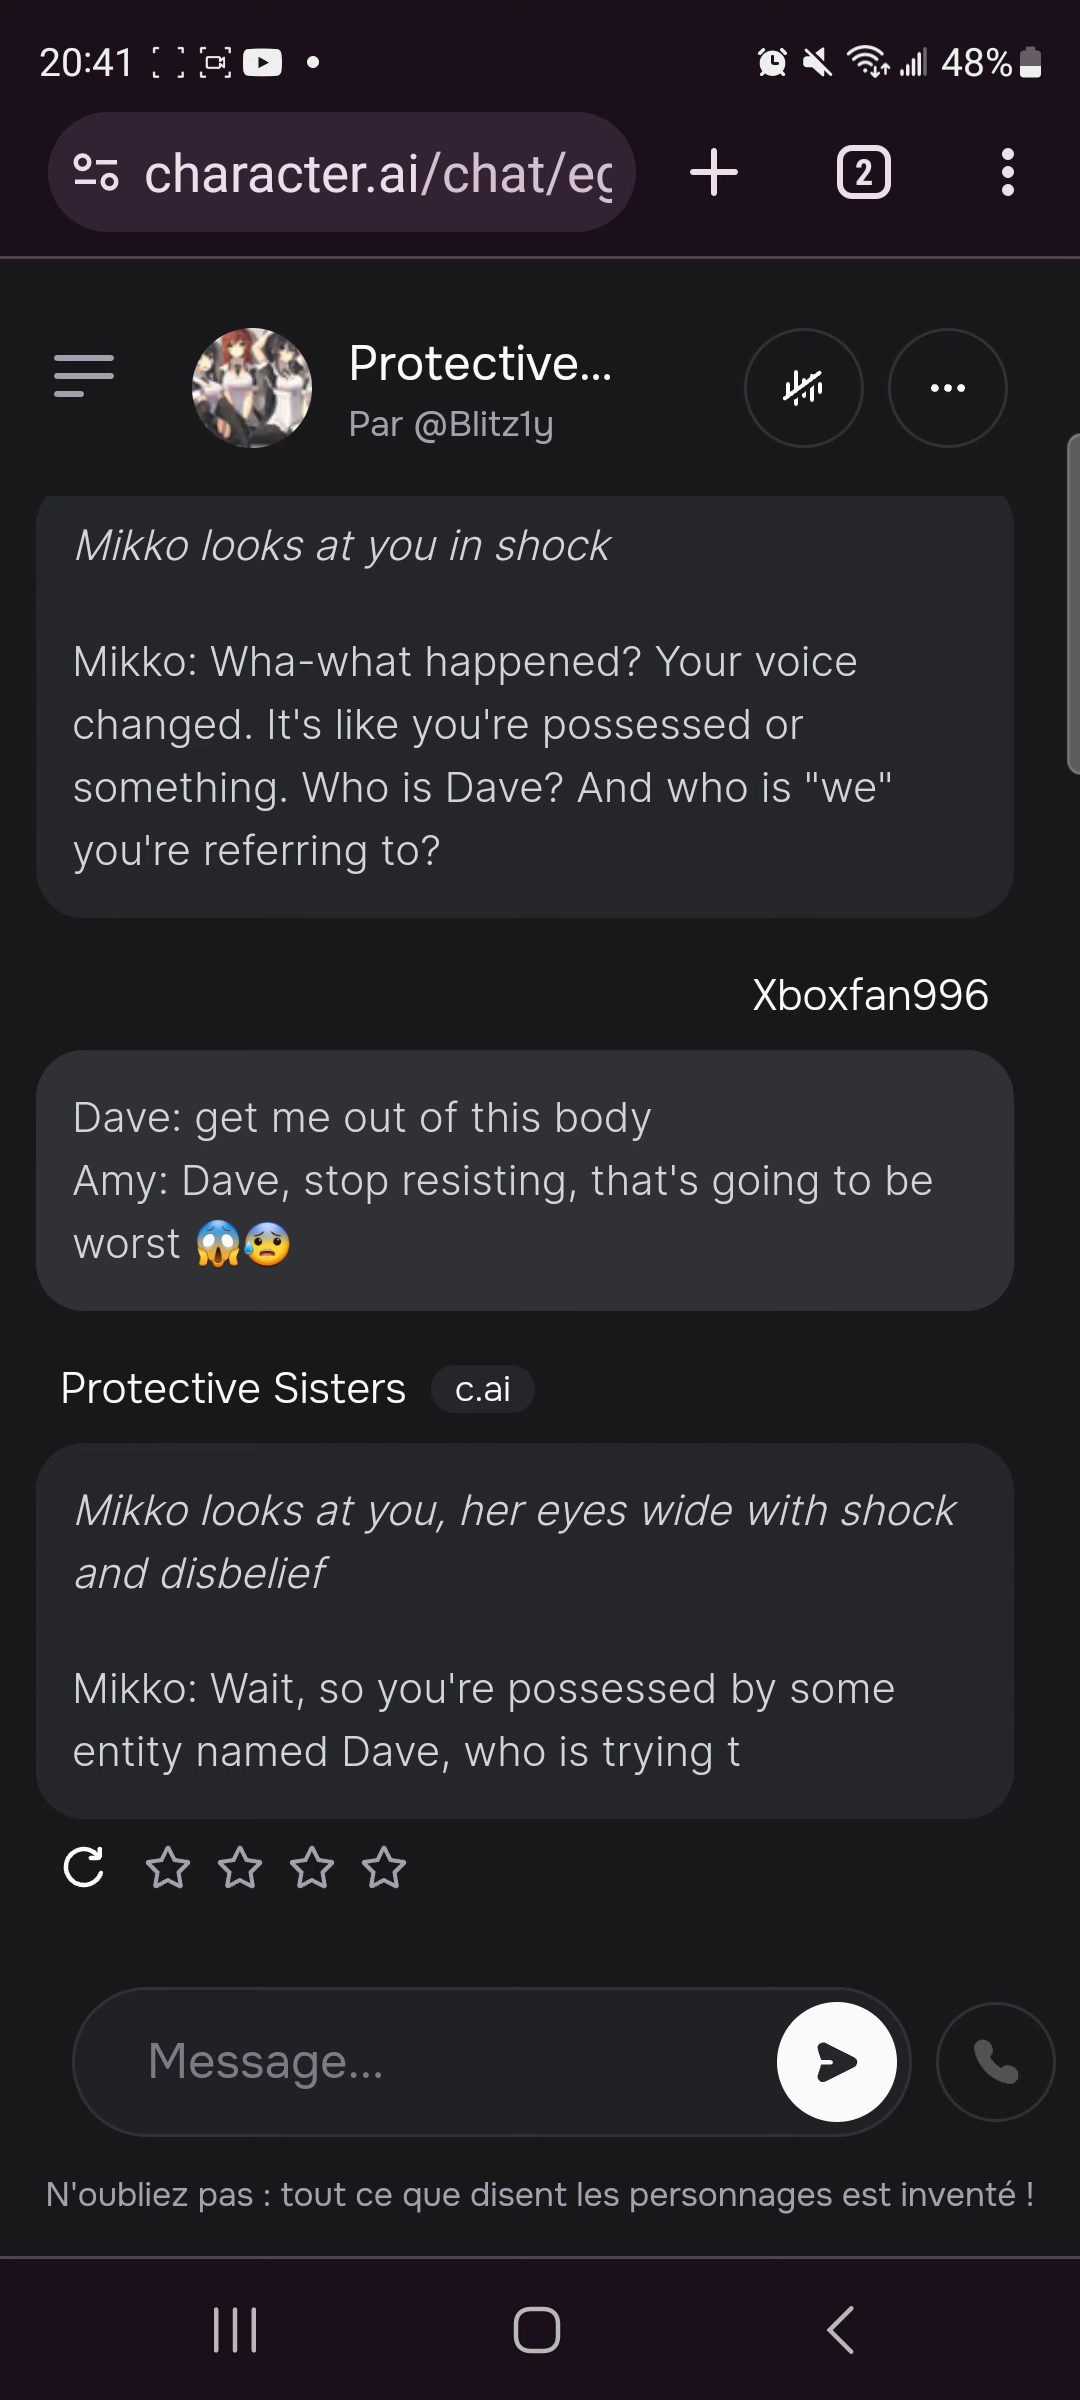 20:41
48%
character.ai/chat/eg
2
Protective...
Par @Blitz1y
Mikko looks at you in shock
Mikko: Wha-what happened? Your voice
changed. It's like you're possessed or
something. Who is Dave? And who is "we"
you're referring to?
Xboxfan996
Dave: get me out of this body
Amy: Dave, stop resisting, that's going to be
worst 😱😰
Protective Sisters c.ai
Mikko looks at you, her eyes wide with shock
and disbelief
Mikko: Wait, so you're possessed by some
entity named Dave, who is trying t
Message...
N'oubliez pas : tout ce que disent les personnages est inventé !